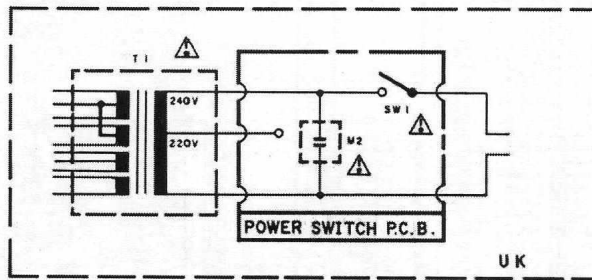 T1
240V
SW1
220V
M2
POWER SWITCH P.C.B.
UK